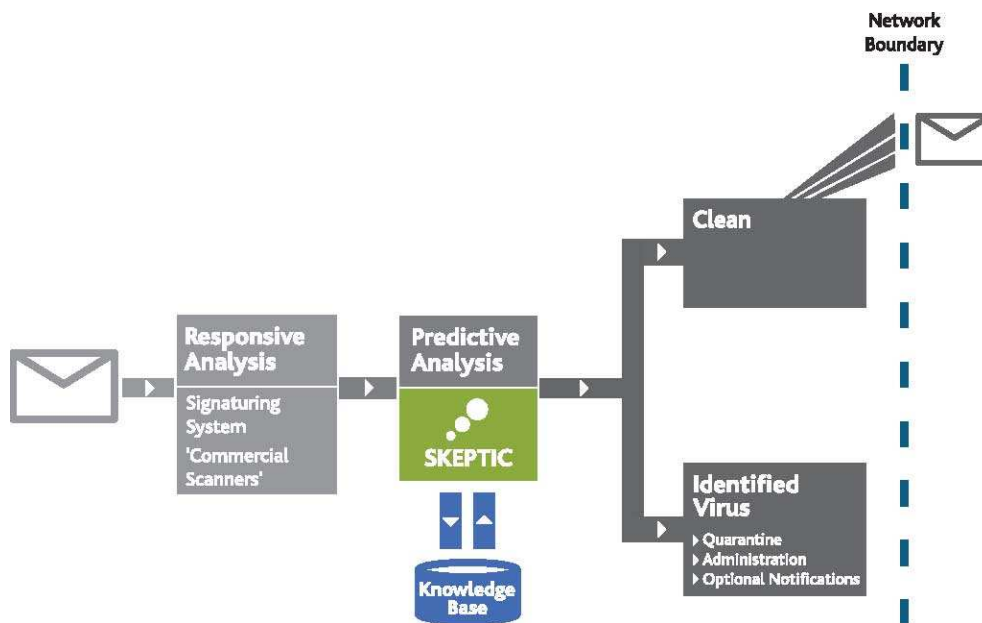 Network
Boundary
Clean
Responsive
Analysis
Signaturing
System
'Commercial
Scanners'
Predictive
Analysis
SKEPTIC
Knowledge
Base
Identified
Virus
Quarantine
Administration
Optional Notifications